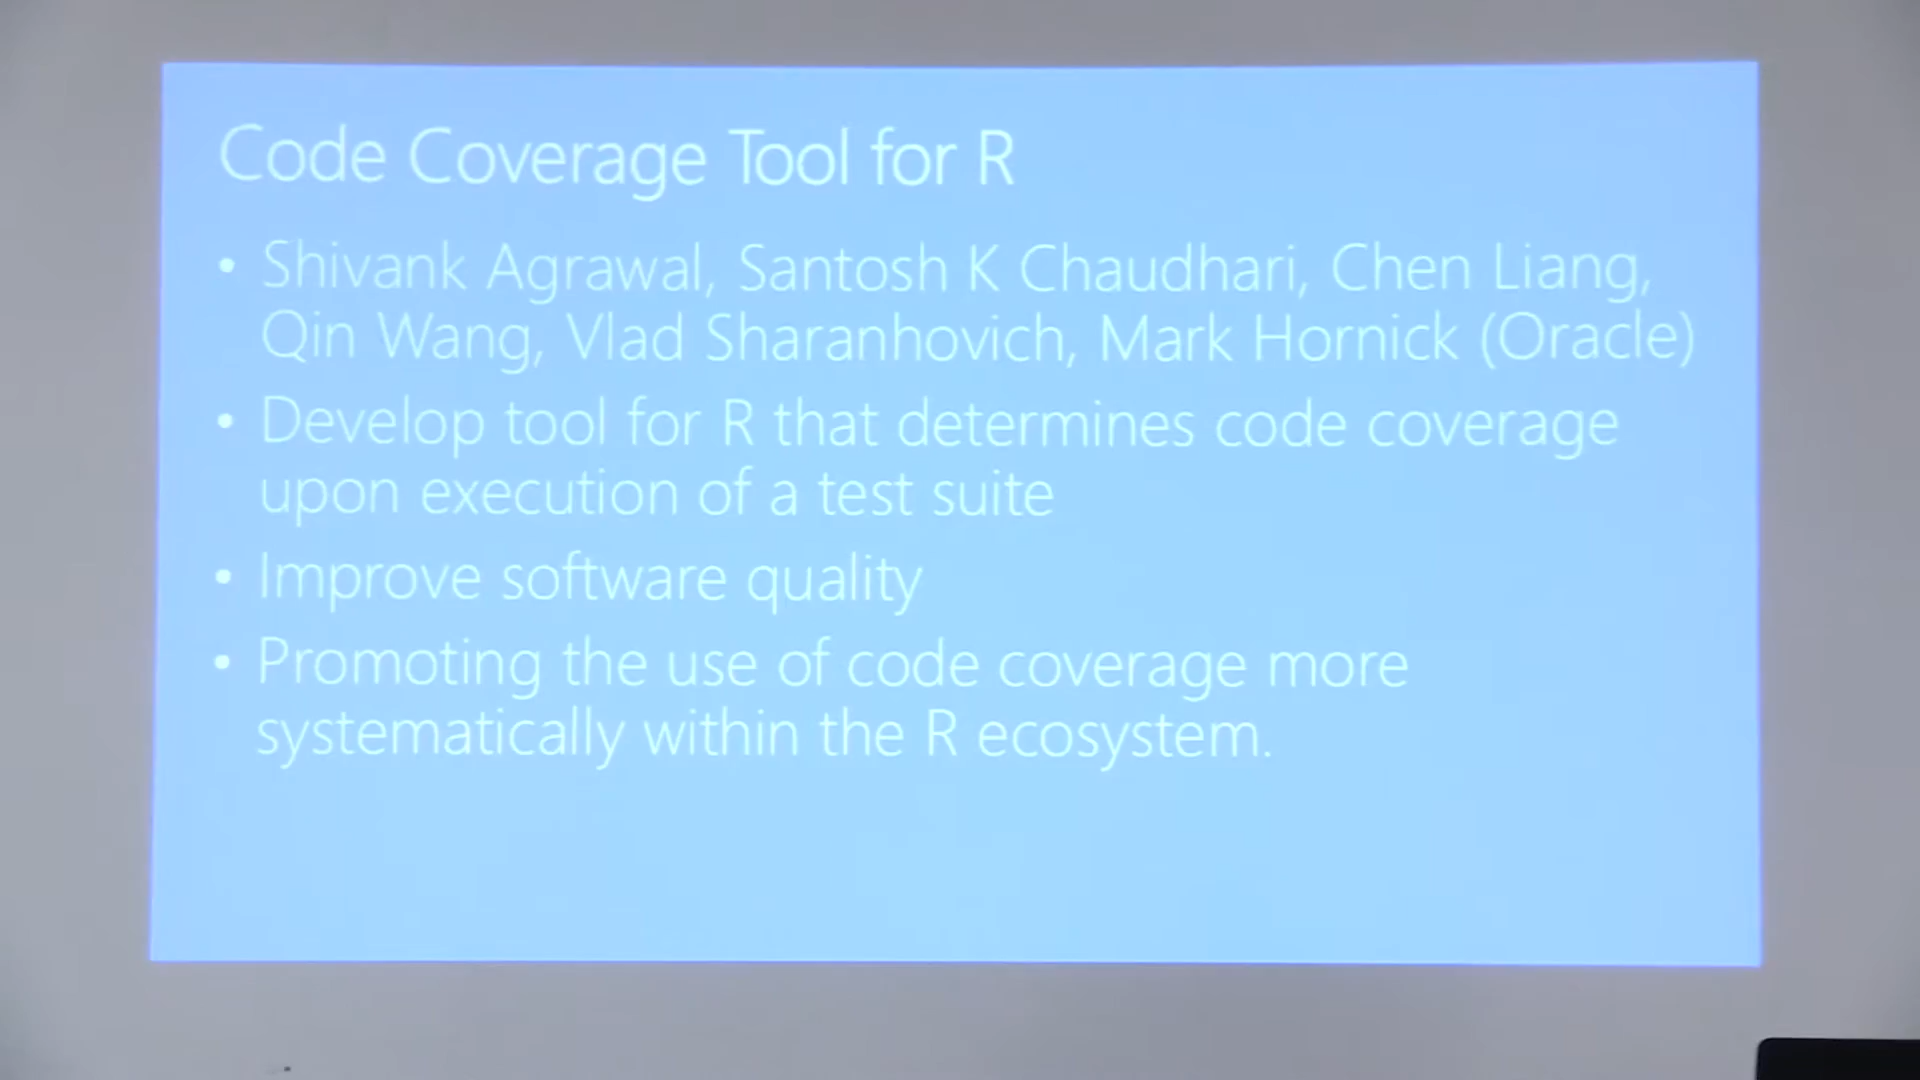 Code Coverage Tool for R
• Shivank Agrawal, Santosh K Chaudhari, Chen Liang,
Qin Wang, Vlad Sharanhovich, Mark Hornick (Oracle)
• Develop tool for R that determines code coverage
upon execution of a test suite
• Improve software quality
• Promoting the use of code coverage more
systematically within the R ecosystem.